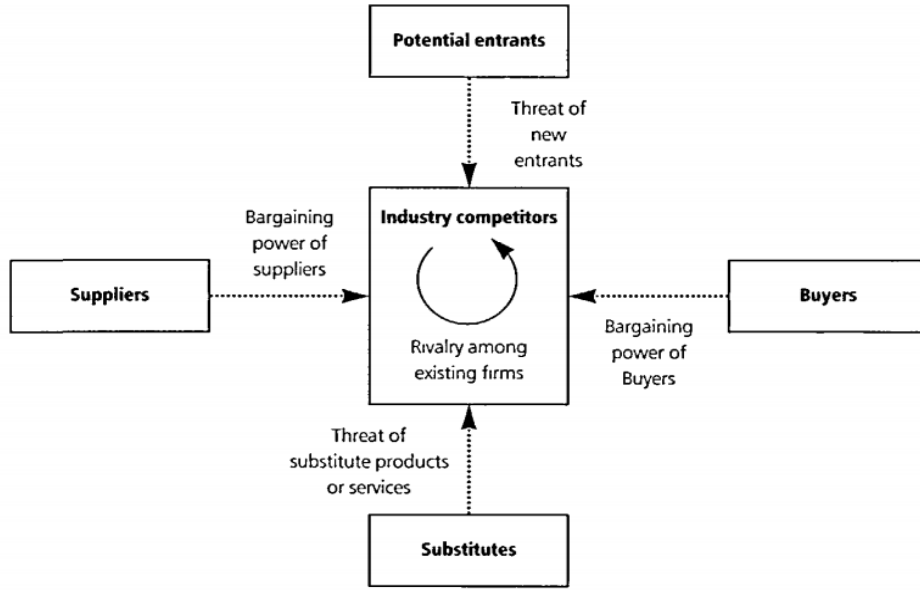 Potential entrants
Threat of
new
entrants
Industry competitors
Bargaining
power of
suppliers
Suppliers
Buyers
Rivalry among
existing firms
Bargaining
power of
Buyers
Threat of
substitute products
or services
Substitutes